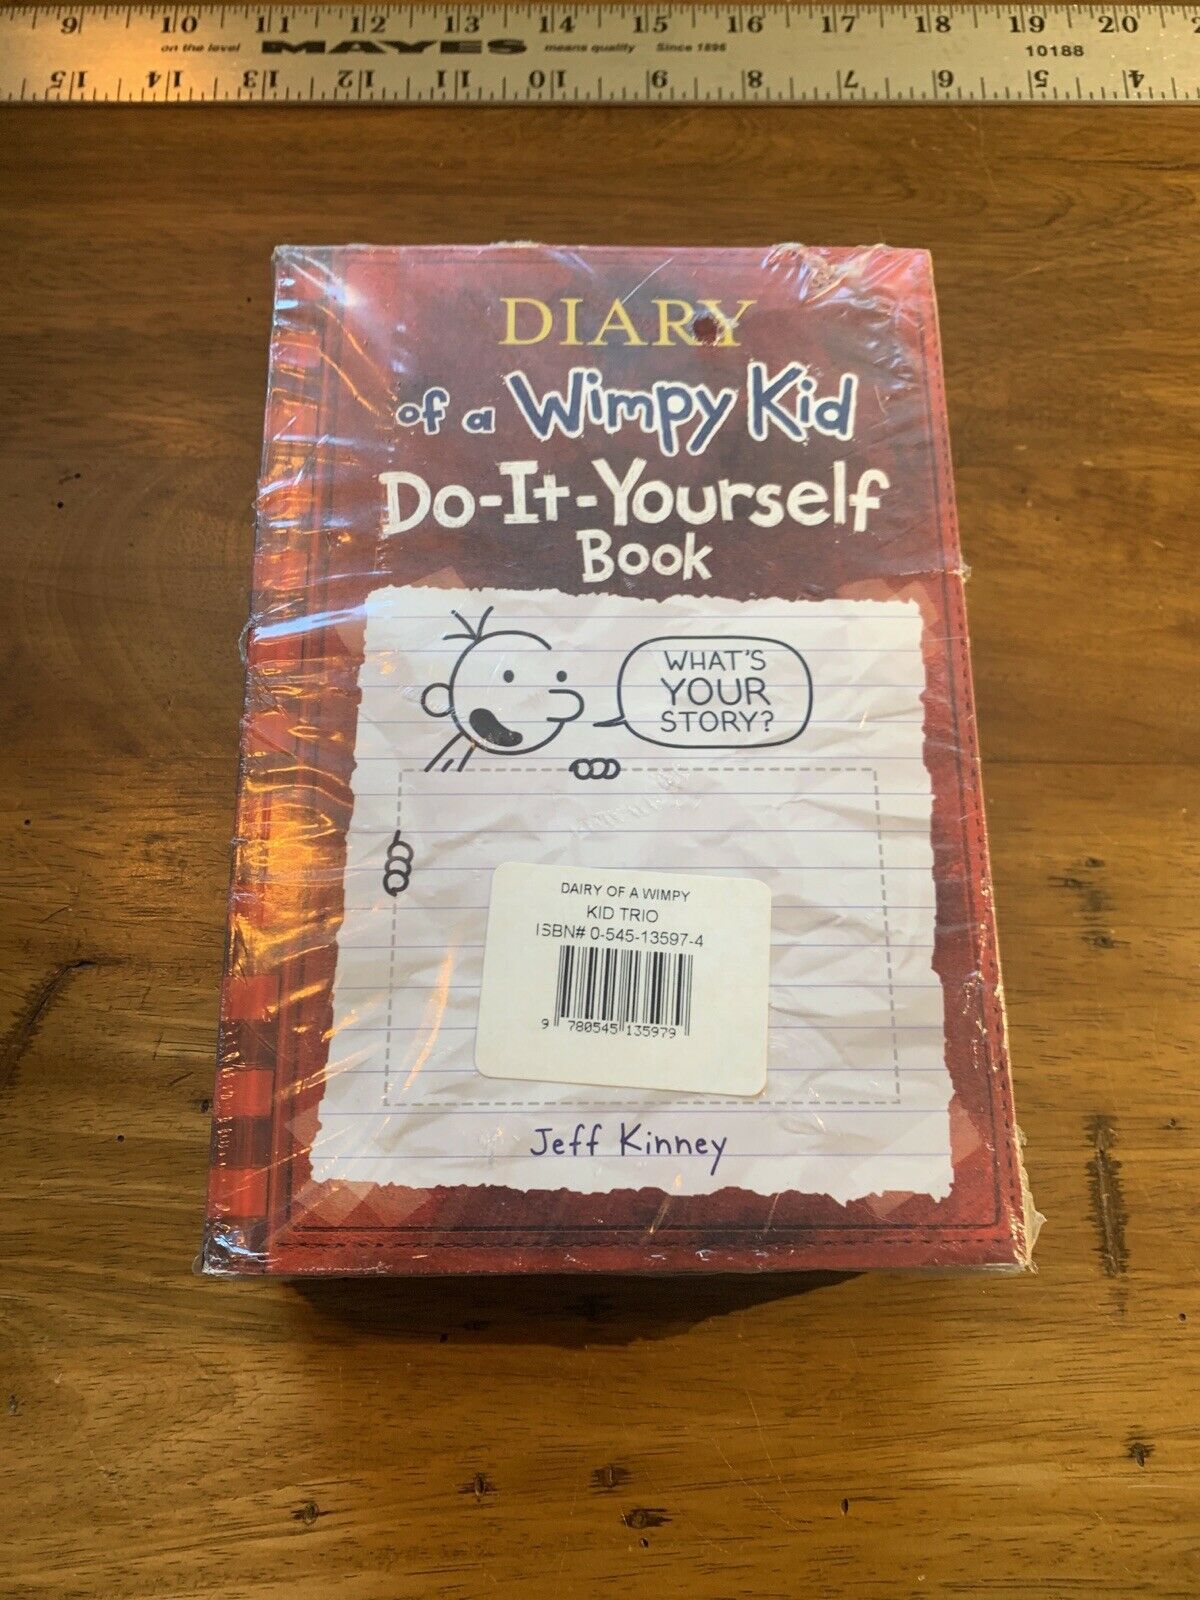 9 10 11 12 13 14 15 16 17 18 19 20
on the level MAYES means quality Since 1896 10188
15 14 13 12 11 10 9 8 7 6 5 4
DIARY
of a Wimpy Kid
Do-It-Yourself
Book
WHAT'S
YOUR
STORY?
DAIRY OF A WIMPY
KID TRIO
ISBN# 0-545-13597-4
9 780545 135979
Jeff Kinney